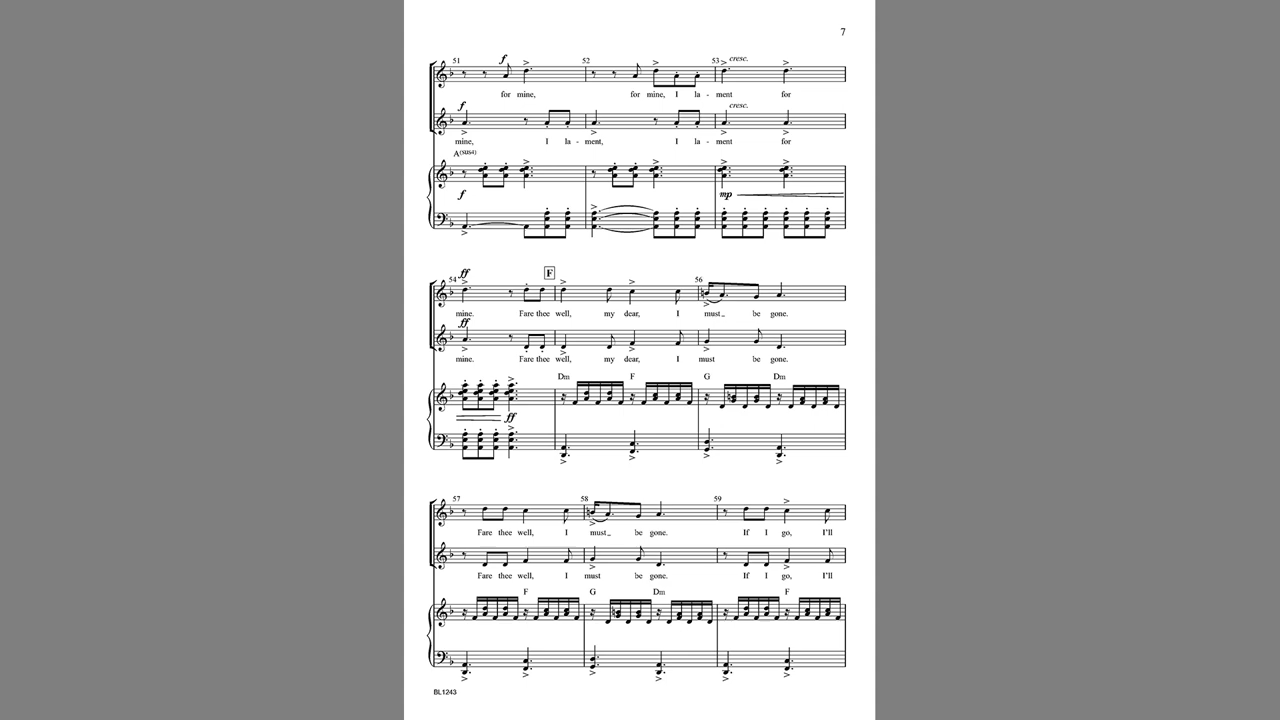 7
51 f 52 53 cresc.
for mine, for mine, I la - ment for
f cresc.
mine, I la - ment, I la - ment for
A(sus4)
f mp
54 ff F 56
mine. Fare thee well, my dear, I must_ be gone.
ff
mine. Fare thee well, my dear, I must be gone.
Dm F G Dm
ff
57 58 59
Fare thee well, I must_ be gone. If I go, I'll
Fare thee well, I must be gone. If I go, I'll
F G Dm F
BL1243